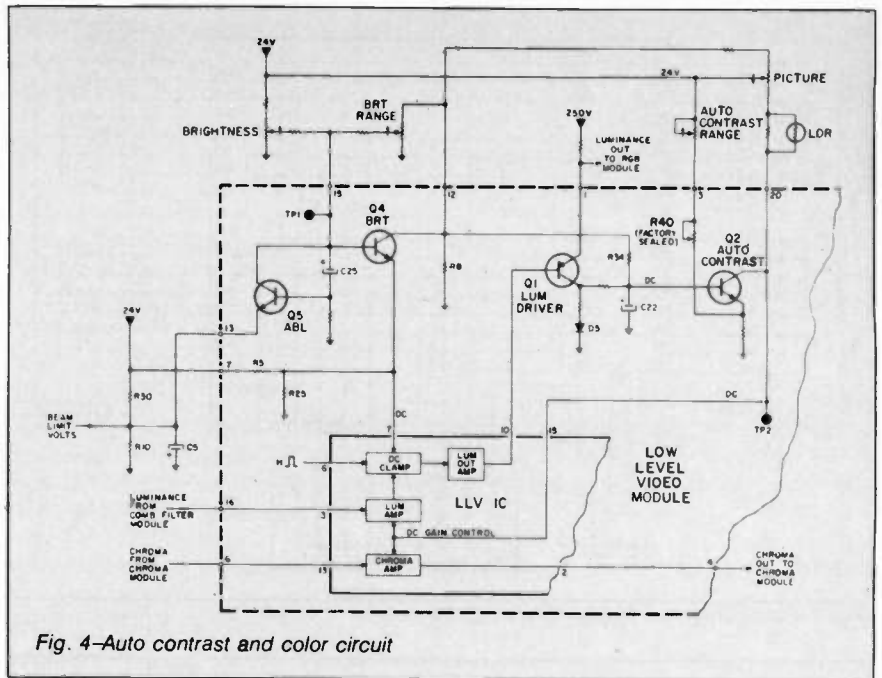 24V
24V
PICTURE
BRT
RANGE
250V
AUTO
CONTRAST
RANGE
LDR
BRIGHTNESS
LUMINANCE
OUT
TO RGB
MODULE
15
12
1
3
20
TP1
Q4
BRT
R40
(FACTORY
SEALED)
Q2
AUTO
CONTRAST
C25
R8
R34
DC
Q1
LUM
DRIVER
C22
Q5
ABL
D5
24V
13
7
R5
R30
R25
DC
DC
TP2
BEAM
LIMIT
VOLTS
R10
C5
7
10
15
H
6
DC
CLAMP
LUM
OUT
AMP
LLV IC
LOW
LEVEL
VIDEO
MODULE
LUMINANCE
FROM
COMB FILTER
MODULE
16
3
LUM
AMP
DC GAIN CONTROL
CHROMA
FROM
CHROMA
MODULE
6
13
CHROMA
AMP
2
4
CHROMA
OUT TO
CHROMA
MODULE
Fig. 4–Auto contrast and color circuit